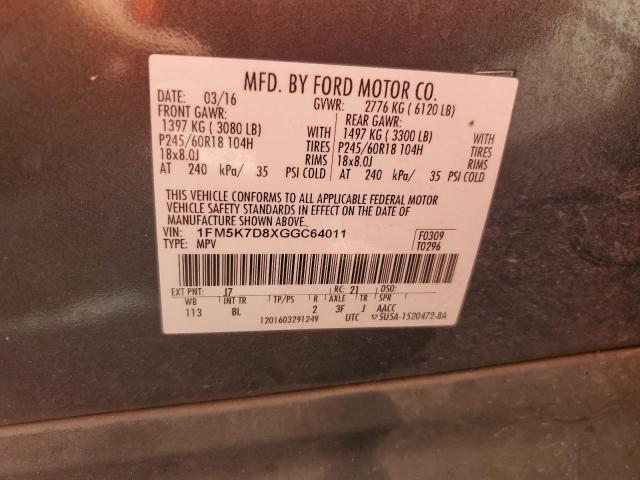 MFD. BY FORD MOTOR CO.
DATE: 03/16 GVWR: 2776 KG ( 6120 LB)
FRONT GAWR: REAR GAWR:
1397 KG ( 3080 LB) WITH 1497 KG ( 3300 LB) WITH
P245/60R18 104H TIRES P245/60R18 104H TIRES
18x8.0J RIMS 18x8.0J RIMS
AT 240 kPa/ 35 PSI COLD AT 240 kPa/ 35 PSI COLD
THIS VEHICLE CONFORMS TO ALL APPLICABLE FEDERAL MOTOR
VEHICLE SAFETY STANDARDS IN EFFECT ON THE DATE OF
MANUFACTURE SHOWN ABOVE.
VIN: 1FM5K7D8XGGC64011 F0309
TYPE: MPV T0296
EXT PNT: J7 RC: 21 DSO:
WB INT TR TP/PS R AXLE TR SPR
113 8L 2 3F J AACC
1201603291249 UTC ▽5U5A-1520472-BA